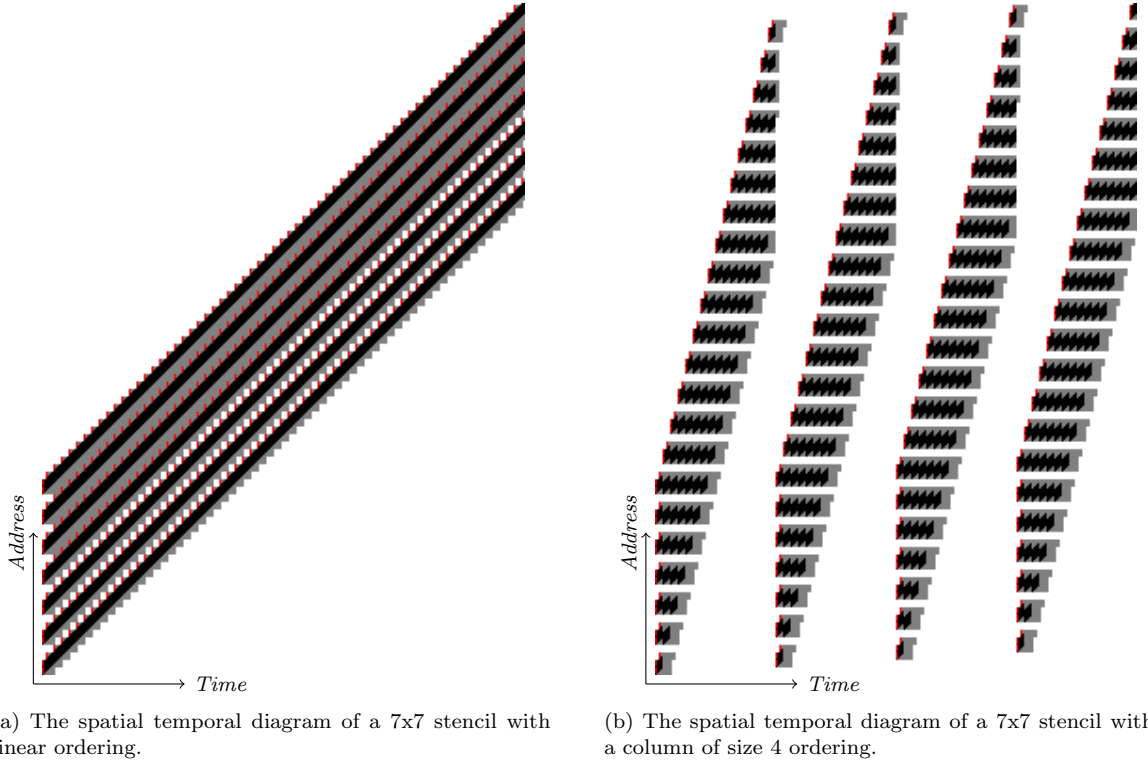 Address
Time
a) The spatial temporal diagram of a 7x7 stencil with
inear ordering.
Address
Time
(b) The spatial temporal diagram of a 7x7 stencil with
a column of size 4 ordering.